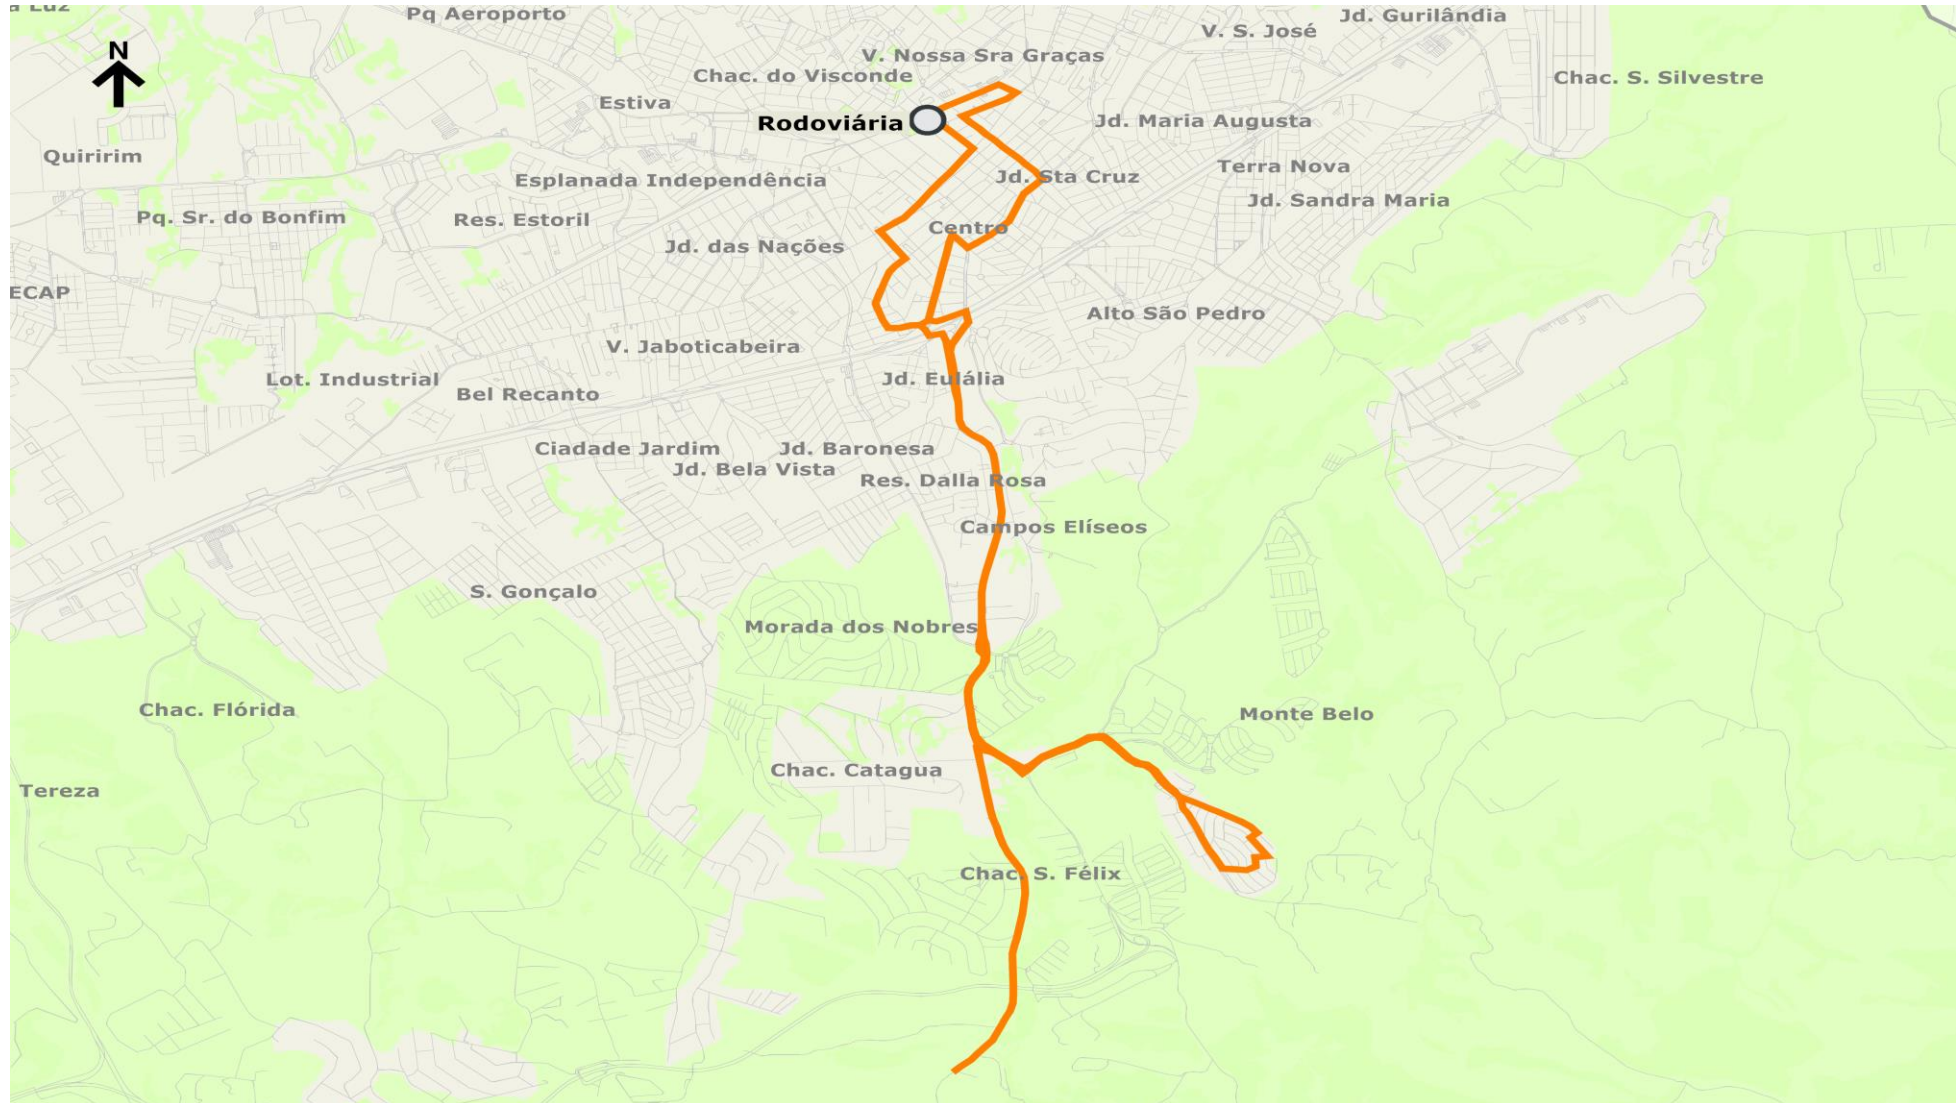 Pq Aeroporto
Jd. Gurilândia
V. S. José
V. Nossa Sra Graças
Chac. do Visconde
Chac. S. Silvestre
N
Estiva
Rodoviária
Jd. Maria Augusta
Quiririm
Terra Nova
Esplanada Independência
Jd. Sta Cruz
Jd. Sandra Maria
Pq. Sr. do Bonfim
Res. Estoril
Centro
Jd. das Nações
ECAP
Alto São Pedro
V. Jaboticabeira
Lot. Industrial
Jd. Eulália
Bel Recanto
Ciadade Jardim
Jd. Baronesa
Jd. Bela Vista
Res. Dalla Rosa
Campos Elíseos
S. Gonçalo
Morada dos Nobres
Chac. Flórida
Monte Belo
Chac. Catagua
Tereza
Chac. S. Félix